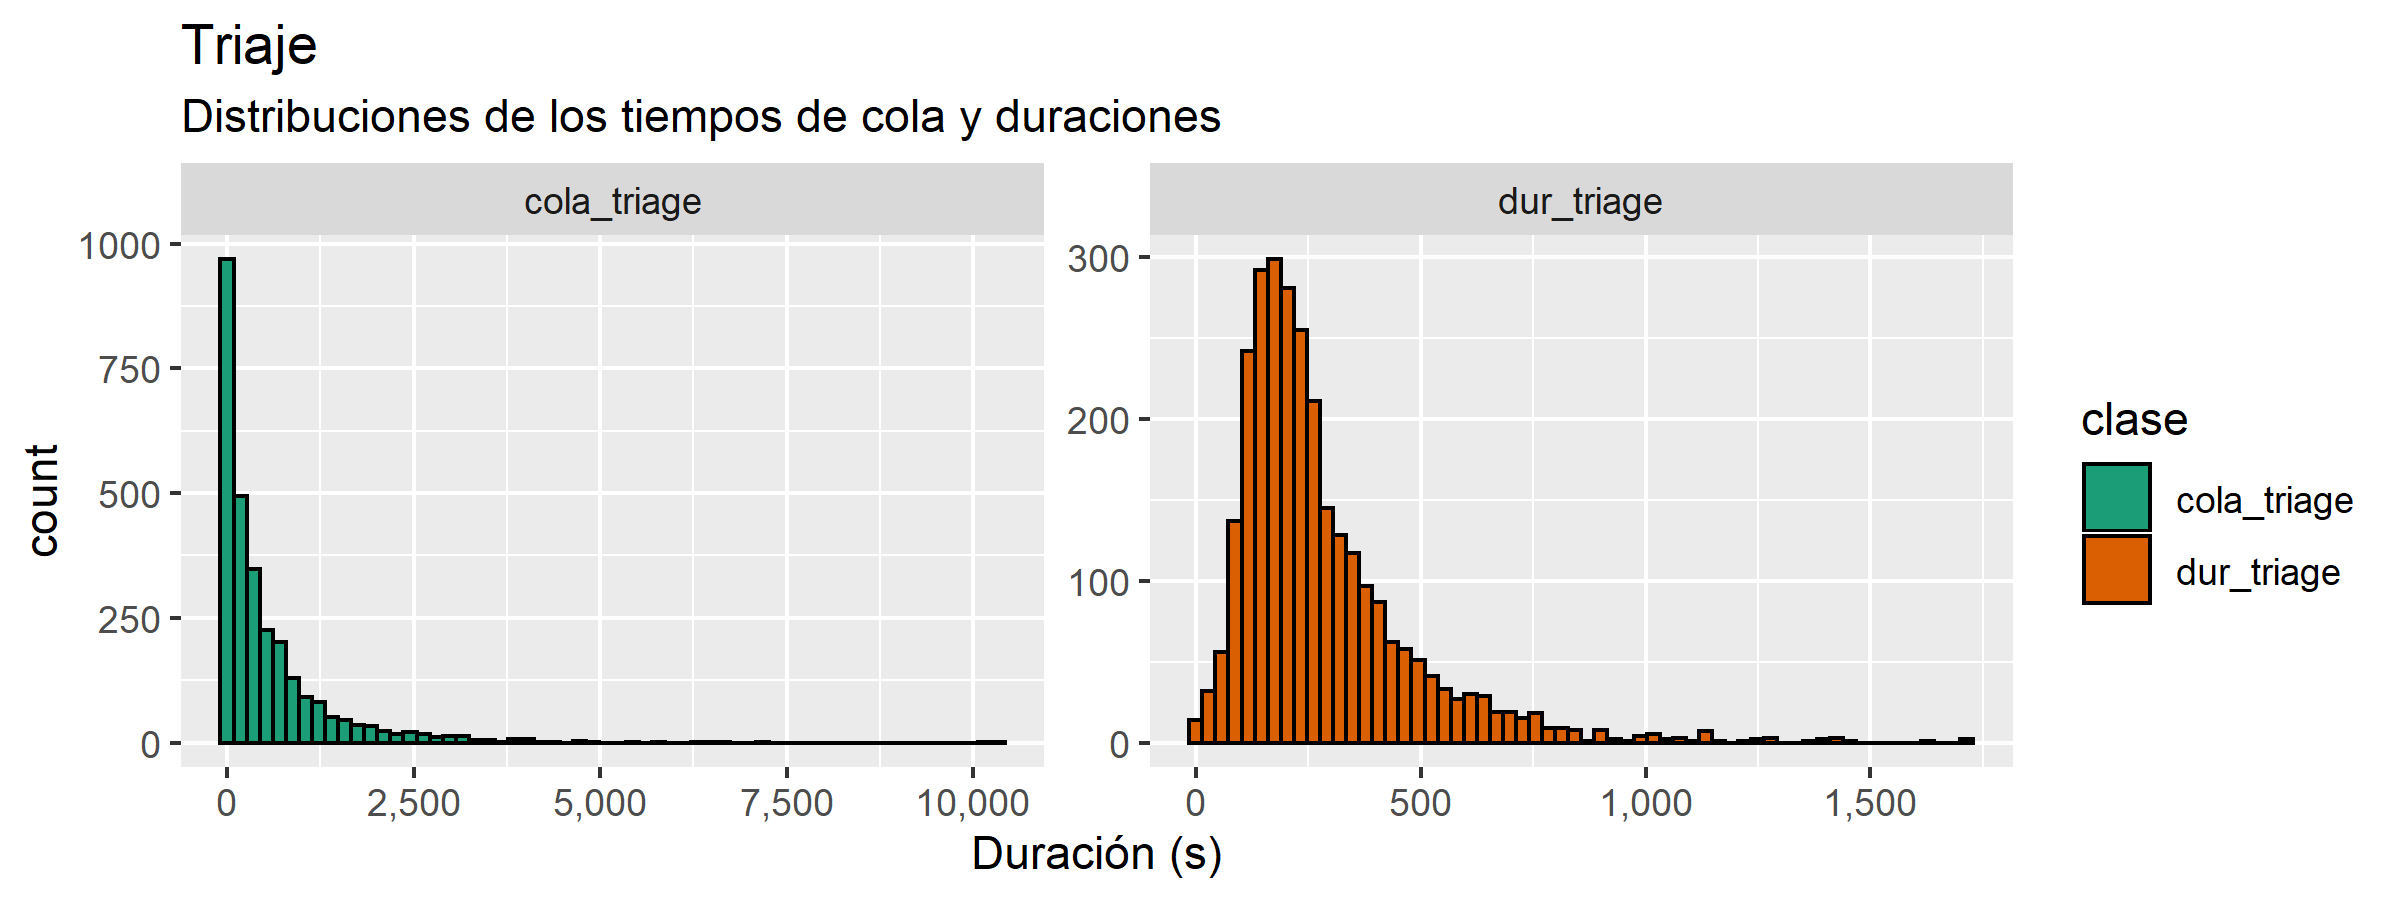 Triaje
Distribuciones de los tiempos de cola y duraciones
cola_triage
dur_triage
count
1000
750
500
250
0
300
200
100
0
0 2,500 5,000 7,500 10,000
0 500 1,000 1,500
Duración (s)
clase
cola_triage
dur_triage